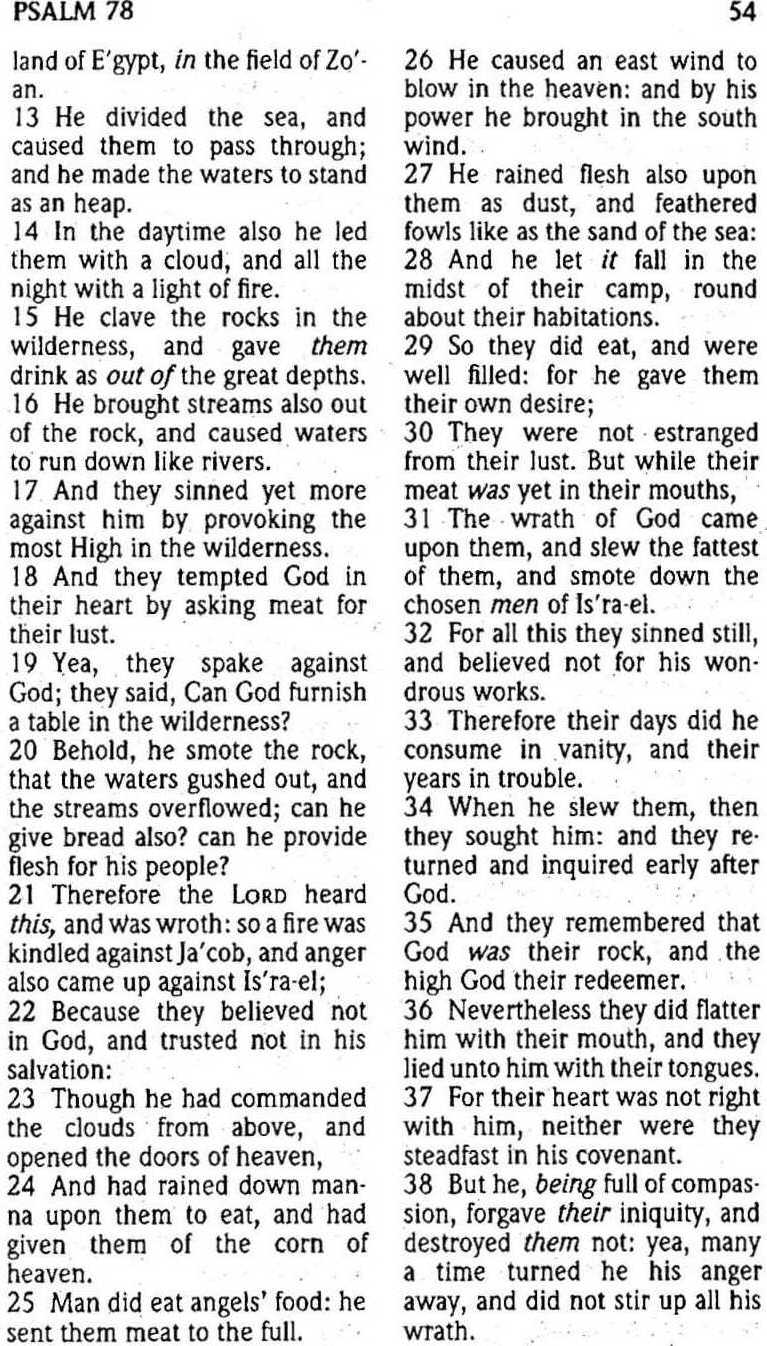 PSALM 78
54
land of E'gypt, in the field of Zo'-
an.
13 He divided the sea, and
caused them to pass through;
and he made the waters to stand
as an heap.
14 In the daytime also he led
them with a cloud, and all the
night with a light of fire.
15 He clave the rocks in the
wilderness, and gave them
drink as out of the great depths.
16 He brought streams also out
of the rock, and caused waters
to run down like rivers.
17 And they sinned yet more
against him by provoking the
most High in the wilderness.
18 And they tempted God in
their heart by asking meat for
their lust.
19 Yea, they spake against
God; they said, Can God furnish
a table in the wilderness?
20 Behold, he smote the rock,
that the waters gushed out, and
the streams overflowed; can he
give bread also? can he provide
flesh for his people?
21 Therefore the LORD heard
this, and was wroth: so a fire was
kindled against Ja'cob, and anger
also came up against Is'ra-el;
22 Because they believed not
in God, and trusted not in his
salvation:
23 Though he had commanded
the clouds from above, and
opened the doors of heaven,
24 And had rained down man-
na upon them to eat, and had
given them of the corn of
heaven.
25 Man did eat angels' food: he
sent them meat to the full.
26 He caused an east wind to
blow in the heaven: and by his
power he brought in the south
wind.
27 He rained flesh also upon
them as dust, and feathered
fowls like as the sand of the sea:
28 And he let it fall in the
midst of their camp, round
about their habitations.
29 So they did eat, and were
well filled: for he gave them
their own desire;
30 They were not estranged
from their lust. But while their
meat was yet in their mouths,
31 The wrath of God came
upon them, and slew the fattest
of them, and smote down the
chosen men of Is'ra-el.
32 For all this they sinned still,
and believed not for his won-
drous works.
33 Therefore their days did he
consume in vanity, and their
years in trouble.
34 When he slew them, then
they sought him: and they re-
turned and inquired early after
God.
35 And they remembered that
God was their rock, and the
high God their redeemer.
36 Nevertheless they did flatter
him with their mouth, and they
lied unto him with their tongues.
37 For their heart was not right
with him, neither were they
steadfast in his covenant.
38 But he, being full of compas-
sion, forgave their iniquity, and
destroyed them not: yea, many
a time turned he his anger
away, and did not stir up all his
wrath.